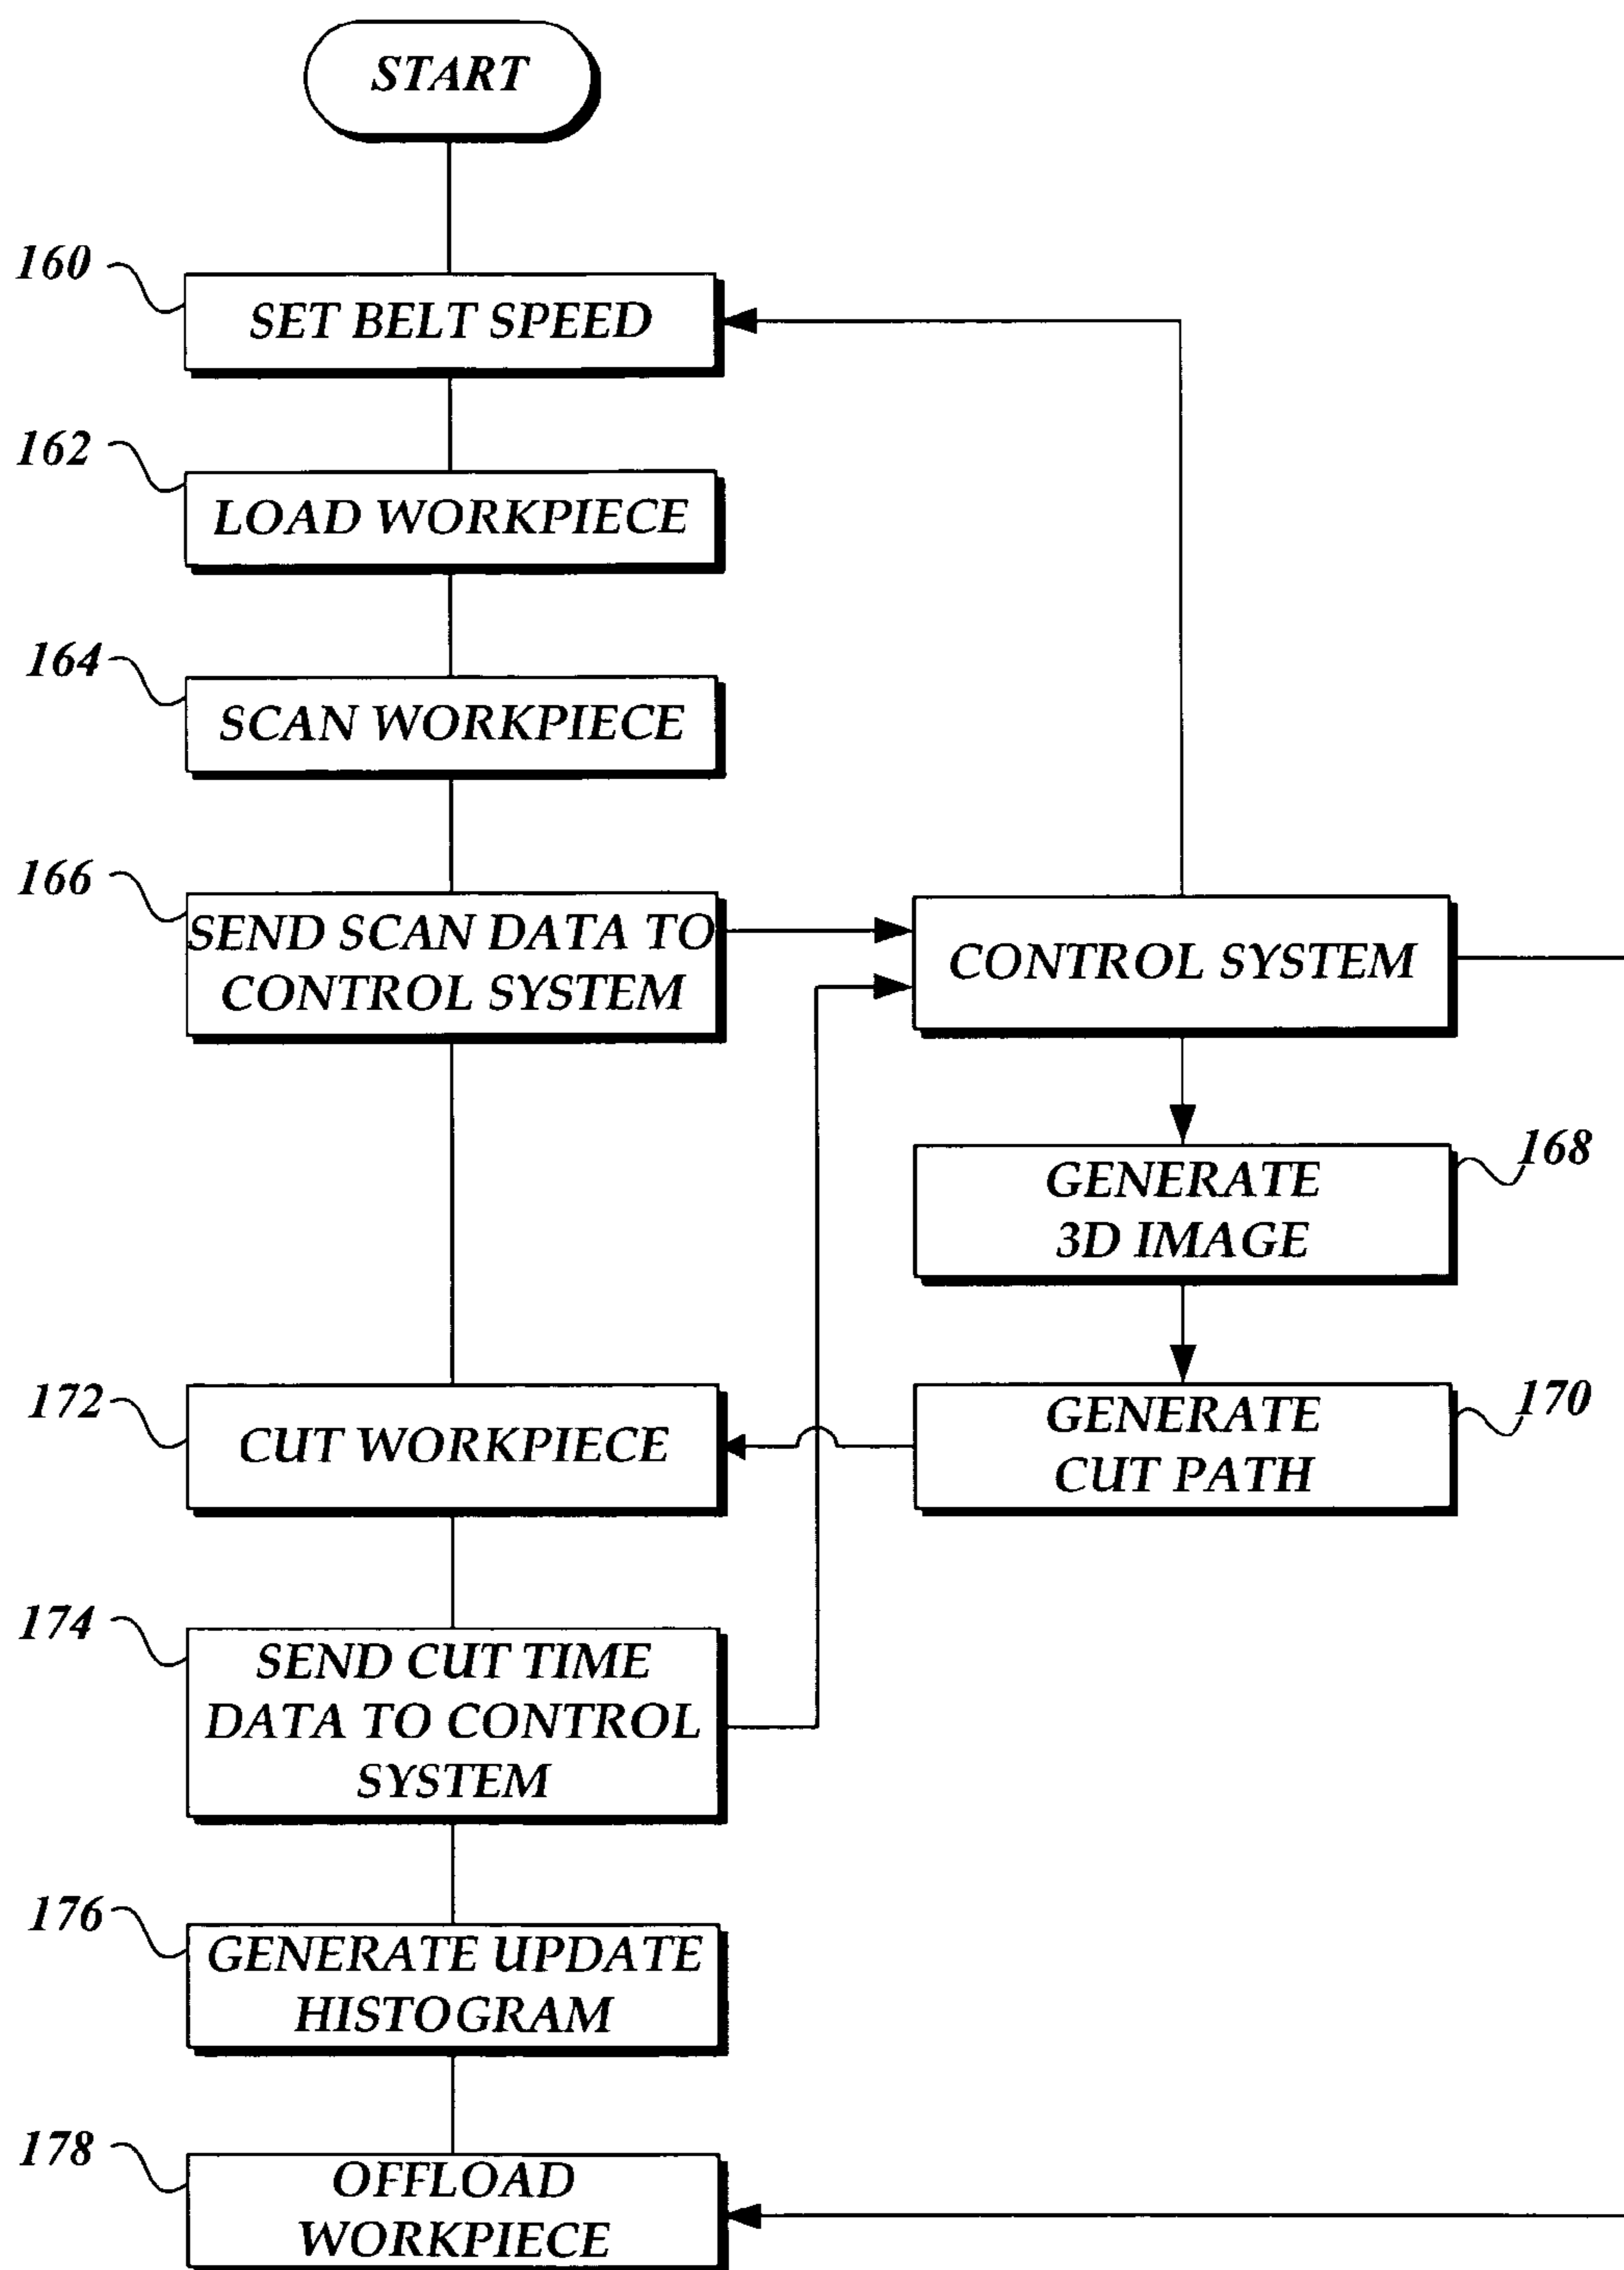 START
160
SET BELT SPEED
162
LOAD WORKPIECE
164
SCAN WORKPIECE
166
SEND SCAN DATA TO
CONTROL SYSTEM
CONTROL SYSTEM
168
GENERATE
3D IMAGE
170
GENERATE
CUT PATH
172
CUT WORKPIECE
174
SEND CUT TIME
DATA TO CONTROL
SYSTEM
176
GENERATE UPDATE
HISTOGRAM
178
OFFLOAD
WORKPIECE